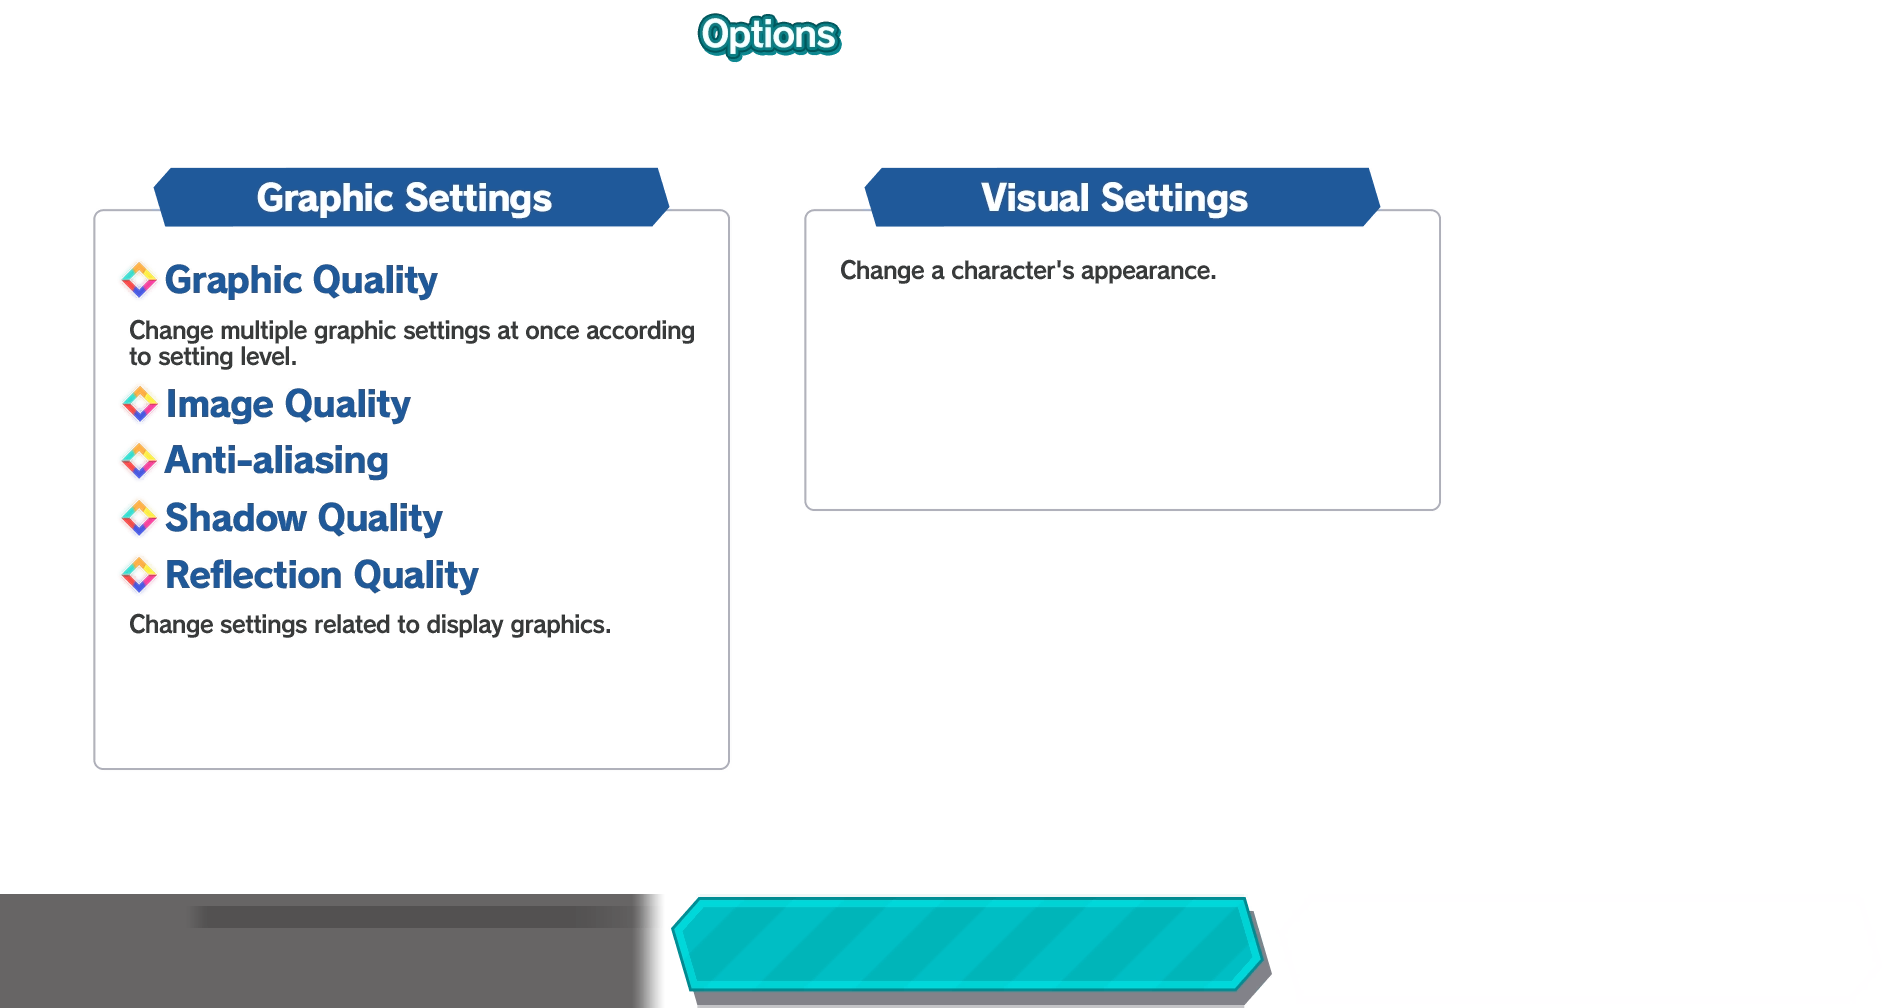 Options
Graphic Settings
Graphic Quality
Change multiple graphic settings at once according
to setting level.
Image Quality
Anti-aliasing
Shadow Quality
Reflection Quality
Change settings related to display graphics.
Visual Settings
Change a character's appearance.